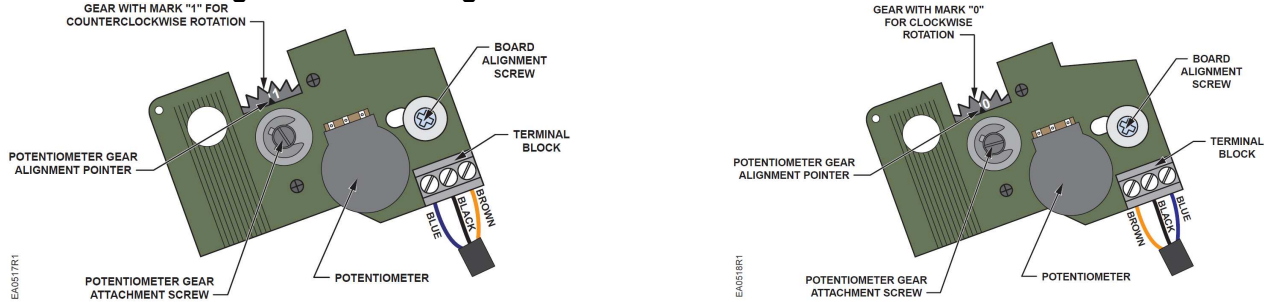 GEAR WITH MARK "1" FOR
COUNTERCLOCKWISE ROTATION
1
BOARD
ALIGNMENT
SCREW
TERMINAL
BLOCK
POTENTIOMETER GEAR
ALIGNMENT POINTER
BLUE
BLACK
BROWN
POTENTIOMETER
POTENTIOMETER GEAR
ATTACHMENT SCREW
EA0517R1
GEAR WITH MARK "0"
FOR CLOCKWISE
ROTATION
0
BOARD
ALIGNMENT
SCREW
TERMINAL
BLOCK
POTENTIOMETER GEAR
ALIGNMENT POINTER
BROWN
BLACK
BLUE
POTENTIOMETER
POTENTIOMETER GEAR
ATTACHMENT SCREW
EA0518R1